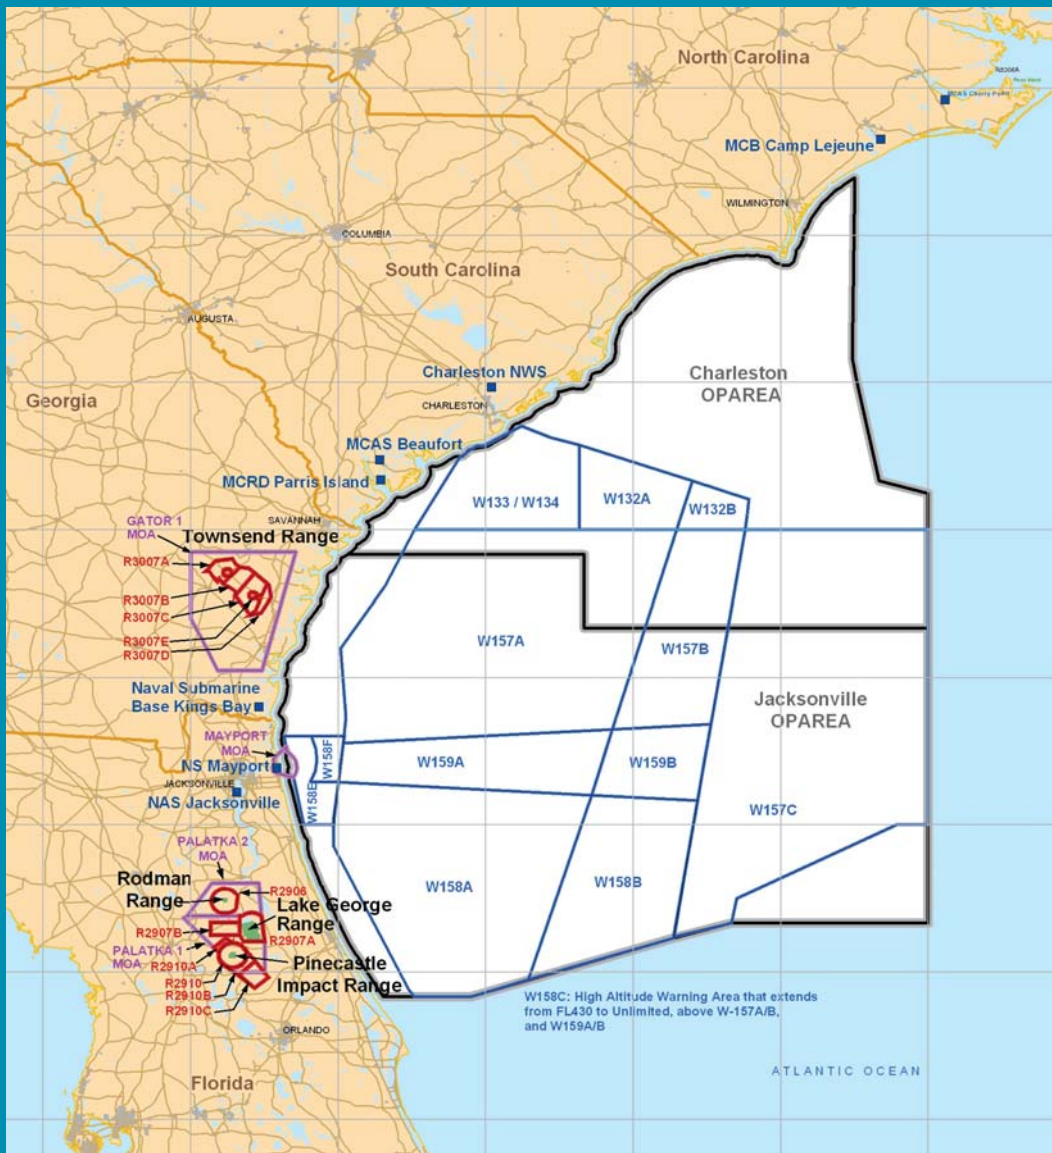 North Carolina
MCAS Cherry Point
MCB Camp Lejeune
WILMINGTON
COLUMBIA
South Carolina
AUGUSTA
Charleston NWS
Charleston
OPAREA
Georgia
CHARLESTON
MCAS Beaufort
MCRD Parris Island
W133 / W134
W132A
W132B
GATOR 1
MOA
SAVANNAH
Townsend Range
R3007A
R3007B
R3007C
R3007E
R3007D
W157A
W157B
Naval Submarine
Base Kings Bay
Jacksonville
OPAREA
MAYPORT
MOA
NS Mayport
W158F
W159A
W159B
JACKSONVILLE
W158E
NAS Jacksonville
W157C
PALATKA 2
MOA
Rodman
Range
R2906
W158A
W158B
Lake George
Range
R2907B
R2907A
PALATKA 1
MOA
R2910A
R2910
R2910B
R2910C
Pinecastle
Impact Range
W158C: High Altitude Warning Area that extends
from FL430 to Unlimited, above W-157A/B,
and W159A/B
ORLANDO
ATLANTIC OCEAN
Florida